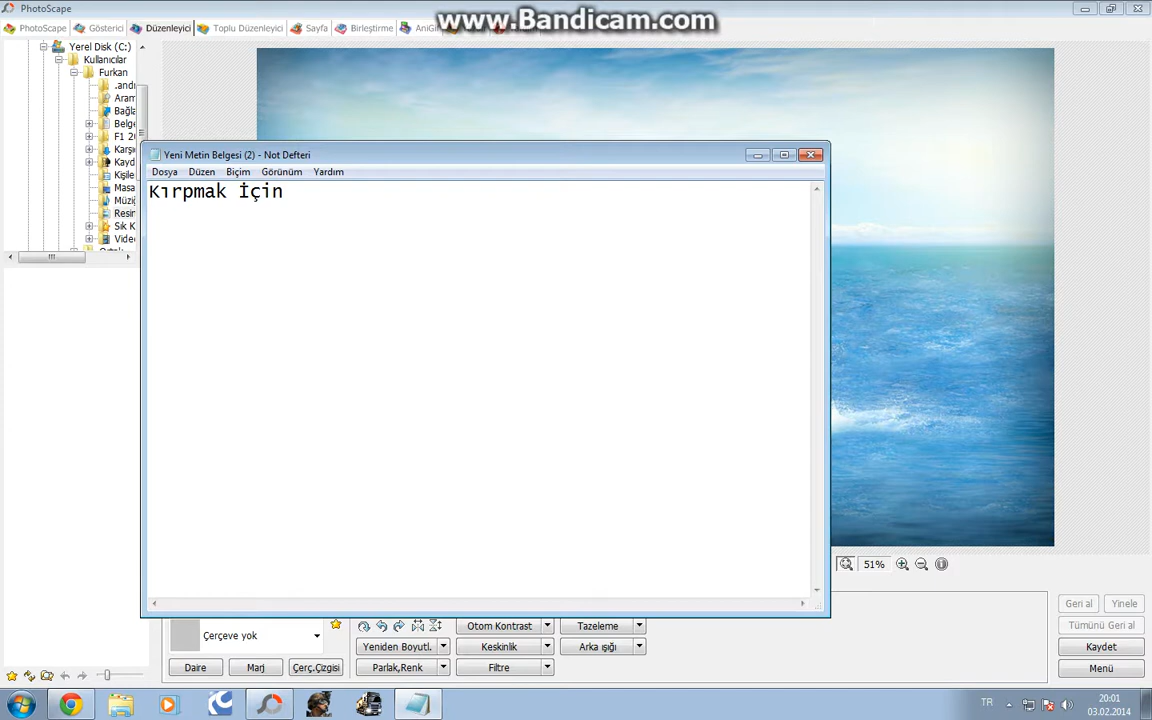 PhotoScape
www.Bandicam.com
PhotoScape
Gösterici
Düzenleyici
Toplu Düzenleyici
Sayfa
Birleştirme
Yerel Disk (C:)
Kullanıcılar
Furkan
Yeni Metin Belgesi (2) - Not Defteri
Dosya Düzen Biçim Görünüm Yardım
Kırpmak İçin
51%
Çerçeve yok
Daire
Marj
Çerç.Çizgisi
Otom Kontrast
Tazeleme
Yeniden Boyutl.
Keskinlik
Arka ışığı
Parlak,Renk
Filtre
Geri al
Yinele
Tümünü Geri al
Kaydet
Menü
TR
20:01
03.02.2014